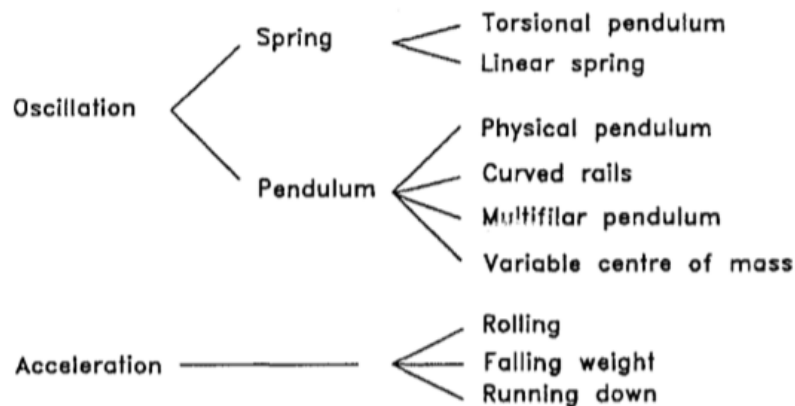 Oscillation
Spring
Torsional pendulum
Linear spring
Pendulum
Physical pendulum
Curved rails
Multifilar pendulum
Variable centre of mass
Acceleration
Rolling
Falling weight
Running down